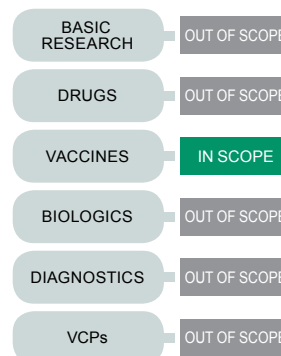 BASIC
RESEARCH
OUT OF SCOPE
DRUGS
OUT OF SCOPE
VACCINES
IN SCOPE
BIOLOGICS
OUT OF SCOPE
DIAGNOSTICS
OUT OF SCOPE
VCPs
OUT OF SCOPE